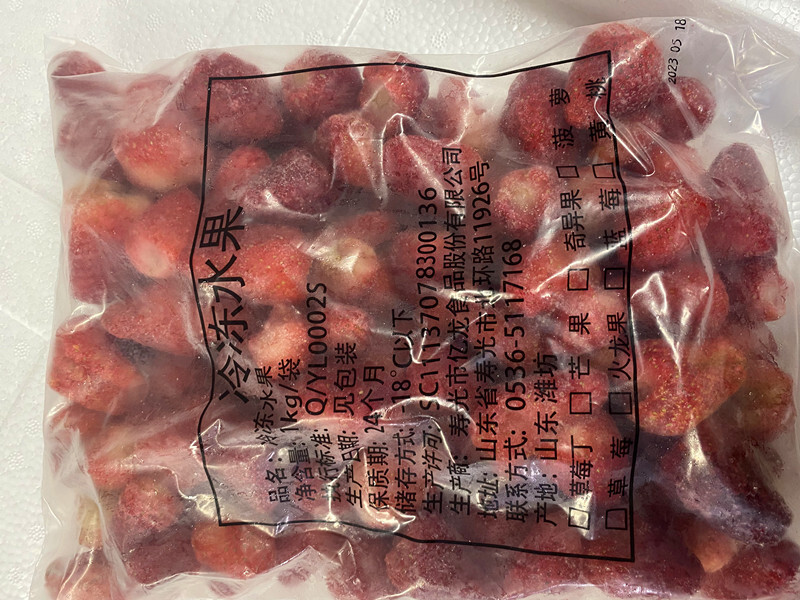 冷冻水果
品名：冷冻水果
净含量：1kg/袋
执行标准：Q/YL0002S
生产日期：见包装
保质期：24个月
储存方式：-18℃以下
生产许可：SC11137078300136
生产商：寿光市亿龙食品股份有限公司
地址：山东省寿光市北环路11926号
联系方式：0536-5117168
产地：山东 潍坊
□草莓丁 □芒果 □奇异果 □菠萝
□草莓 □火龙果 □蓝莓 □黄桃
2023 05 18